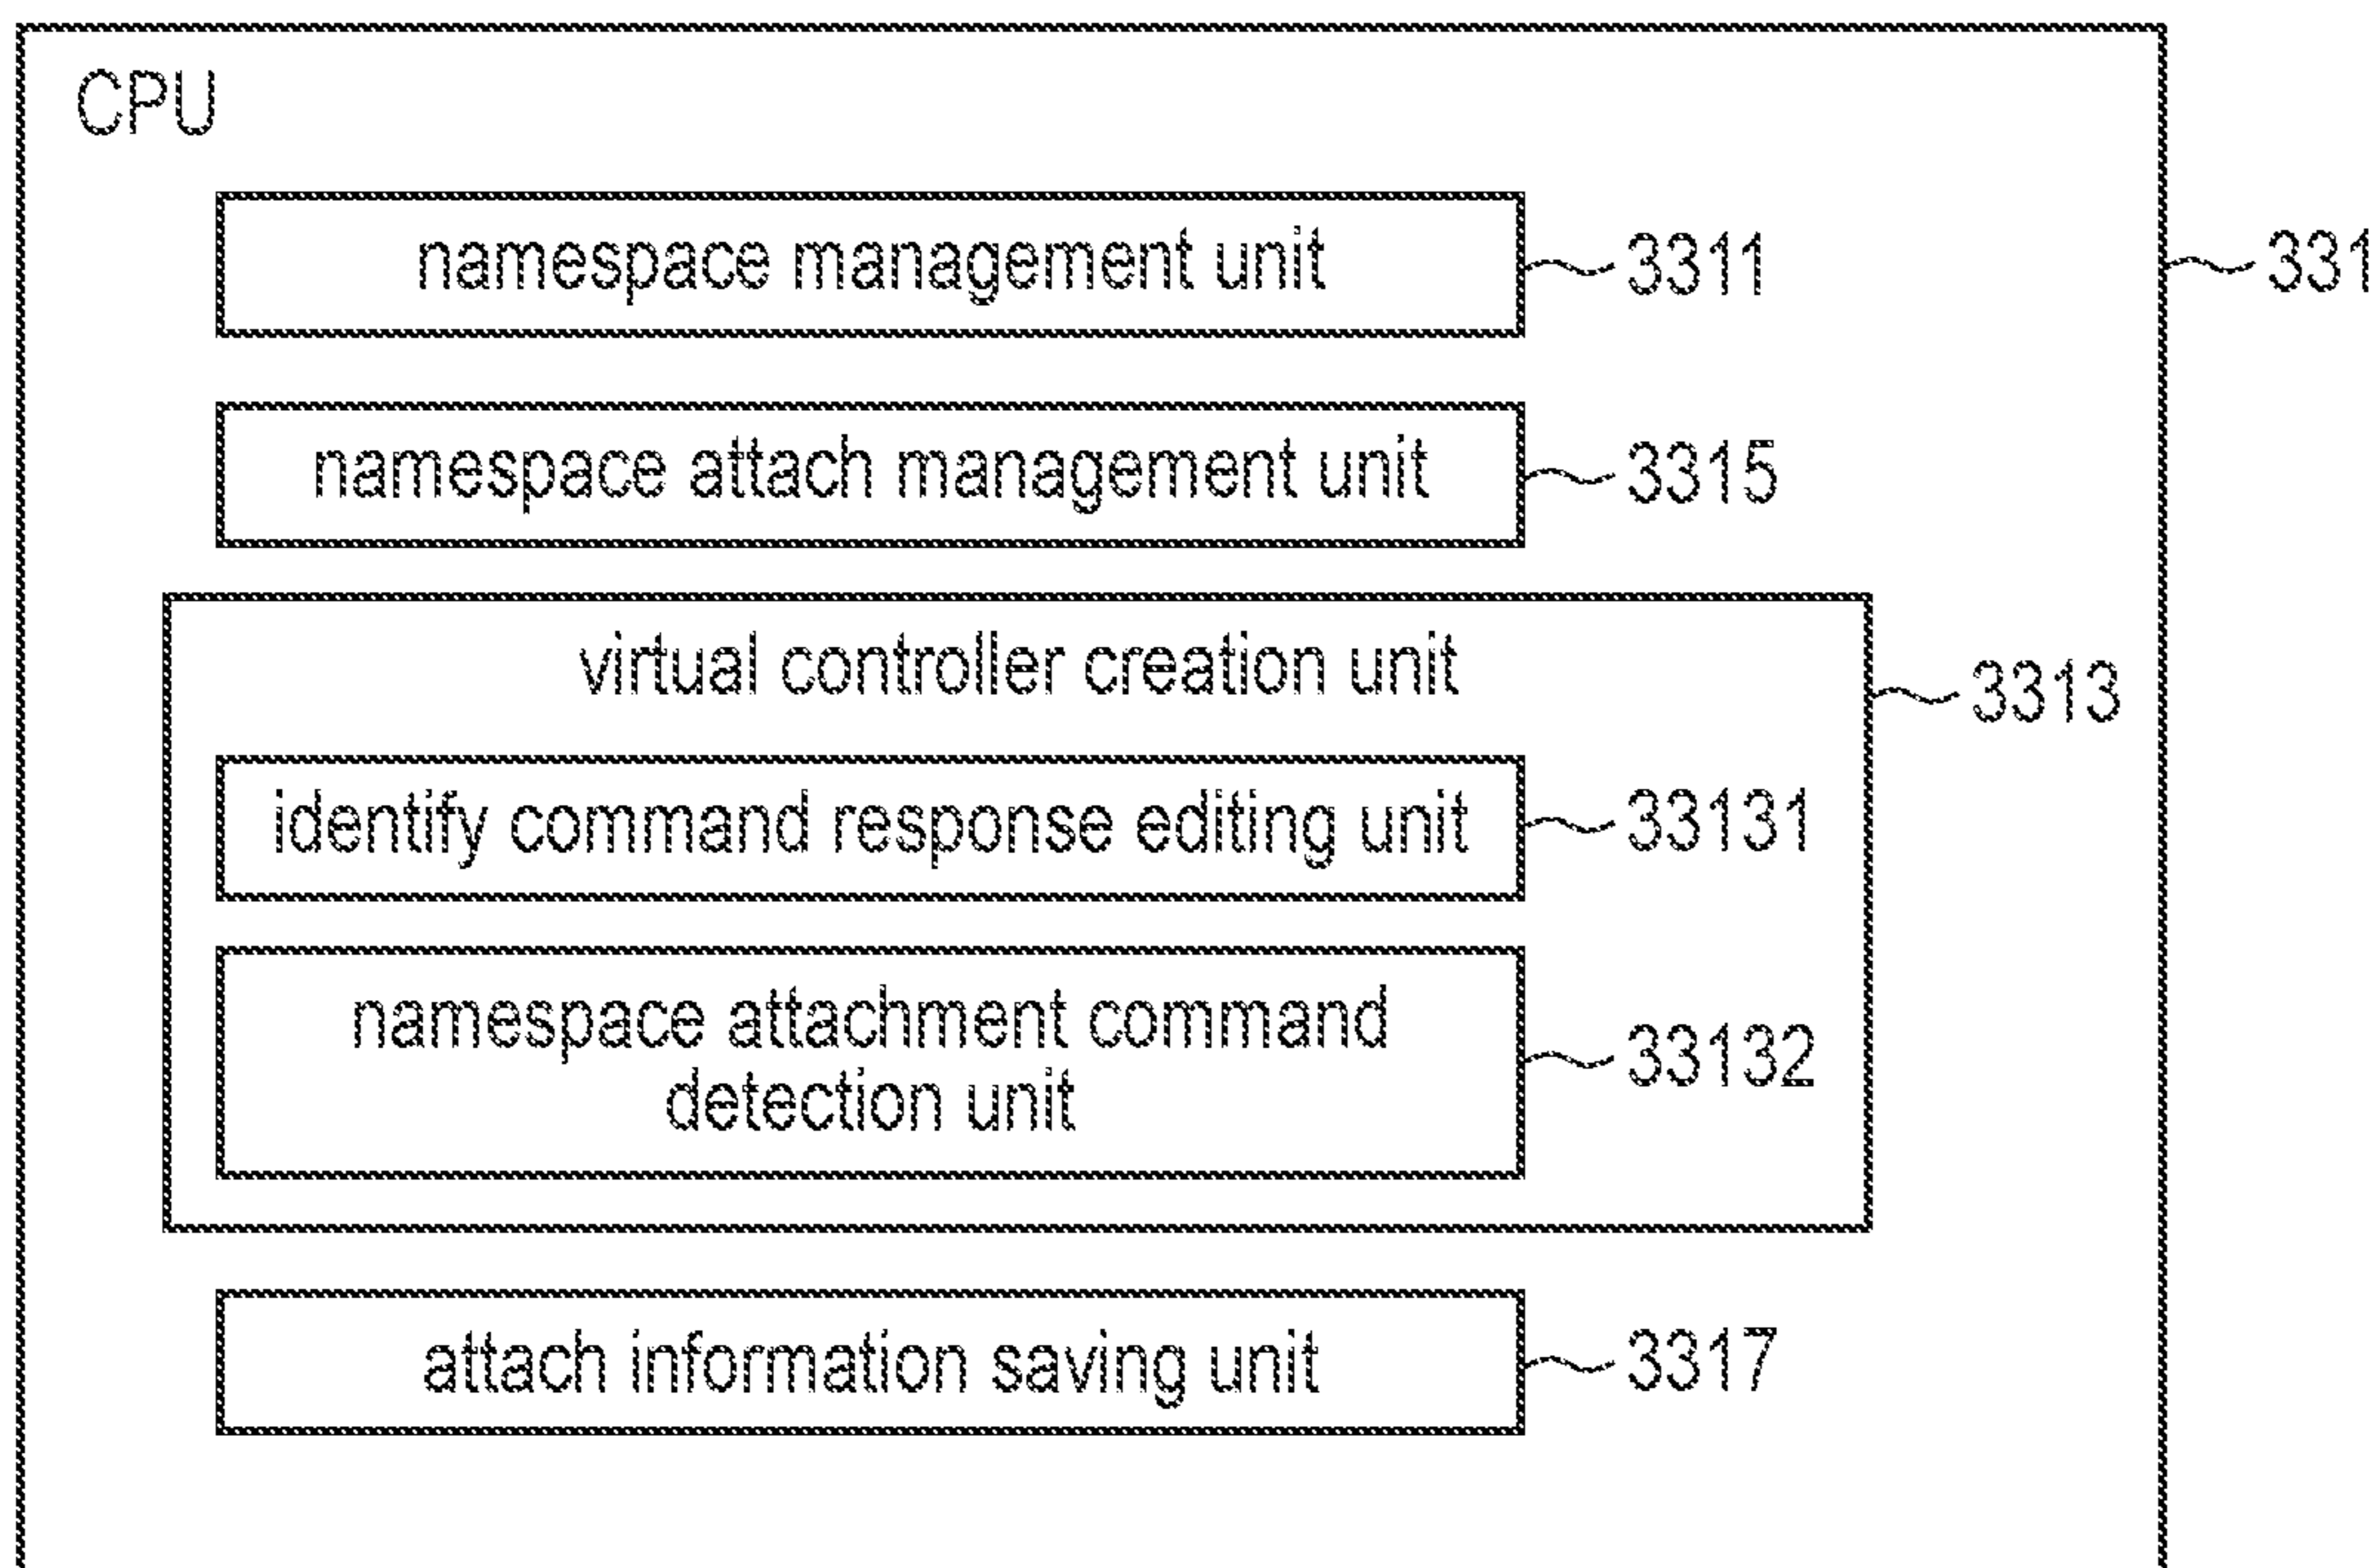 CPU
namespace management unit
3311
331
namespace attach management unit
3315
virtual controller creation unit
3313
identify command response editing unit
33131
namespace attachment command
detection unit
33132
attach information saving unit
3317